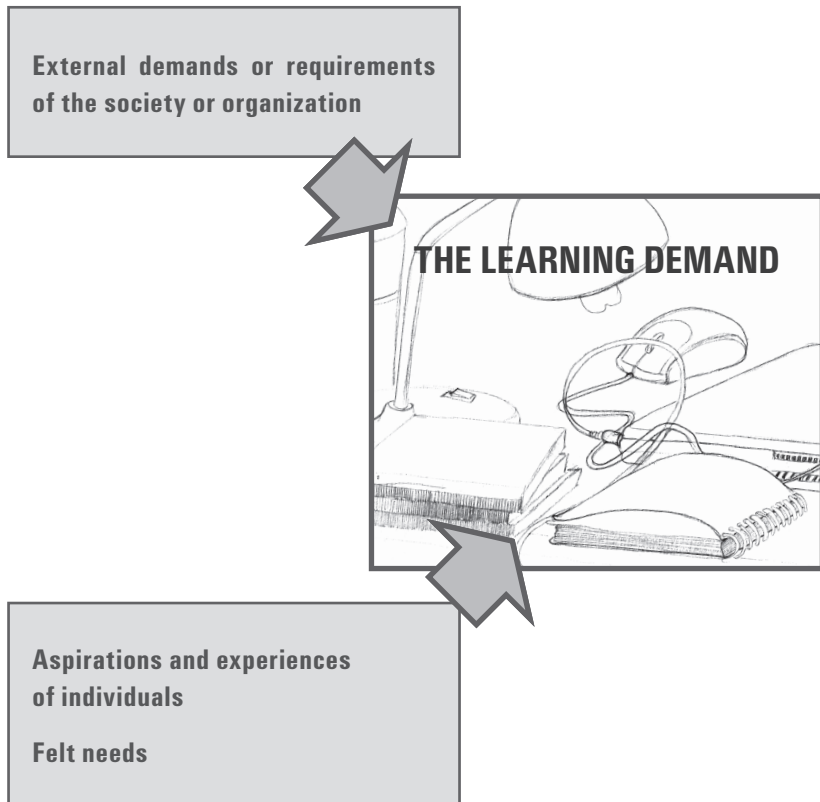 External demands or requirements
of the society or organization
THE LEARNING DEMAND
Aspirations and experiences
of individuals
Felt needs